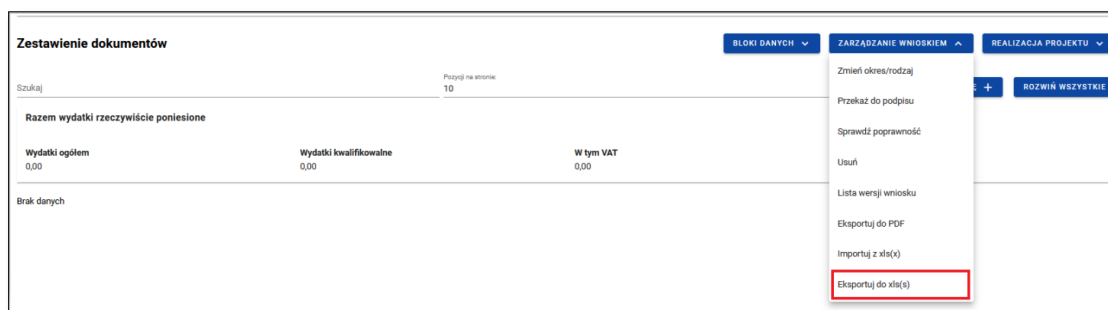 Zestawienie dokumentów
BLOKI DANYCH
ZARZĄDZANIE WNIOSKIEM
REALIZACJA PROJEKTU
Zmień okres/rodzaj
Przekaż do podpisu
Sprawdź poprawność
Usuń
Lista wersji wniosku
Eksportuj do PDF
Importuj z xls(x)
Eksportuj do xls(s)
Szukaj
Pozycji na stronie:
10
ROZWIŃ WSZYSTKIE
Razem wydatki rzeczywiście poniesione
Wydatki ogółem Wydatki kwalifikowalne W tym VAT
0,00 0,00 0,00
Brak danych